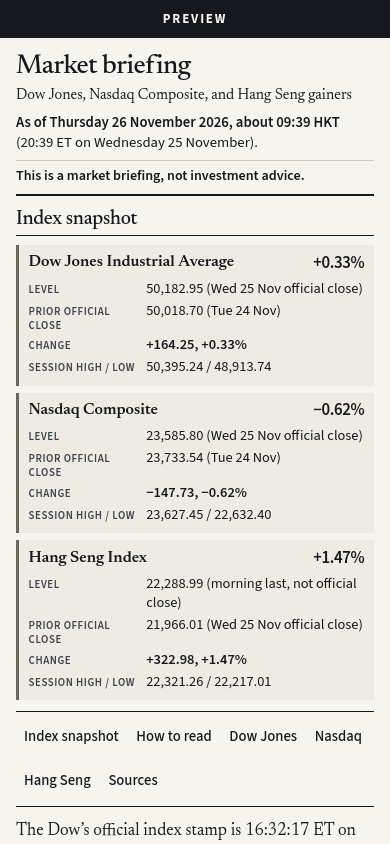 PREVIEW
Market briefing
Dow Jones, Nasdaq Composite, and Hang Seng gainers
As of Thursday 26 November 2026, about 09:39 HKT
(20:39 ET on Wednesday 25 November).
This is a market briefing, not investment advice.
Index snapshot
Dow Jones Industrial Average +0.33%
LEVEL 50,182.95 (Wed 25 Nov official close)
PRIOR OFFICIAL CLOSE 50,018.70 (Tue 24 Nov)
CHANGE +164.25, +0.33%
SESSION HIGH / LOW 50,395.24 / 48,913.74
Nasdaq Composite −0.62%
LEVEL 23,585.80 (Wed 25 Nov official close)
PRIOR OFFICIAL CLOSE 23,733.54 (Tue 24 Nov)
CHANGE −147.73, −0.62%
SESSION HIGH / LOW 23,627.45 / 22,632.40
Hang Seng Index +1.47%
LEVEL 22,288.99 (morning last, not official
close)
PRIOR OFFICIAL CLOSE 21,966.01 (Wed 25 Nov official close)
CHANGE +322.98, +1.47%
SESSION HIGH / LOW 22,321.26 / 22,217.01
Index snapshot How to read Dow Jones Nasdaq
Hang Seng Sources
The Dow’s official index stamp is 16:32:17 ET on